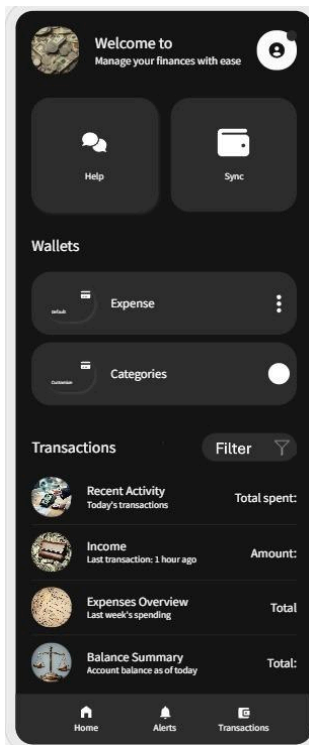 Welcome to
Manage your finances with ease
Help
Sync
Wallets
Default
Expense
Customize
Categories
Transactions
Filter
Recent Activity
Today's transactions
Total spent:
Income
Last transaction: 1 hour ago
Amount:
Expenses Overview
Last week's spending
Total
Balance Summary
Account balance as of today
Total:
Home
Alerts
Transactions